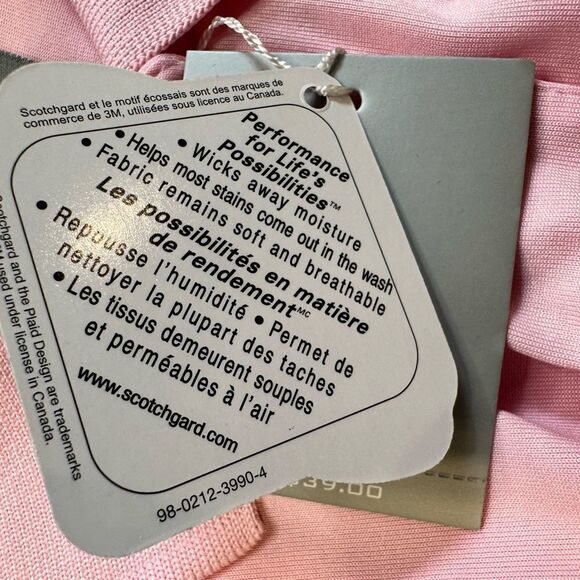 Scotchgard et le motif écossais sont des marques de
commerce de 3M, utilisées sous licence au Canada.
Performance
for Life's
Possibilities™
• Wicks away moisture
• Helps most stains come out in the wash
• Fabric remains soft and breathable
Les possibilités en matière
de rendement MC
• Repousse l'humidité • Permet de
nettoyer la plupart des taches
• Les tissus demeurent souples
et perméables à l'air
www.scotchgard.com
98-0212-3990-4
Scotchgard and the Plaid Design are trademarks
used under license in Canada.
39.00